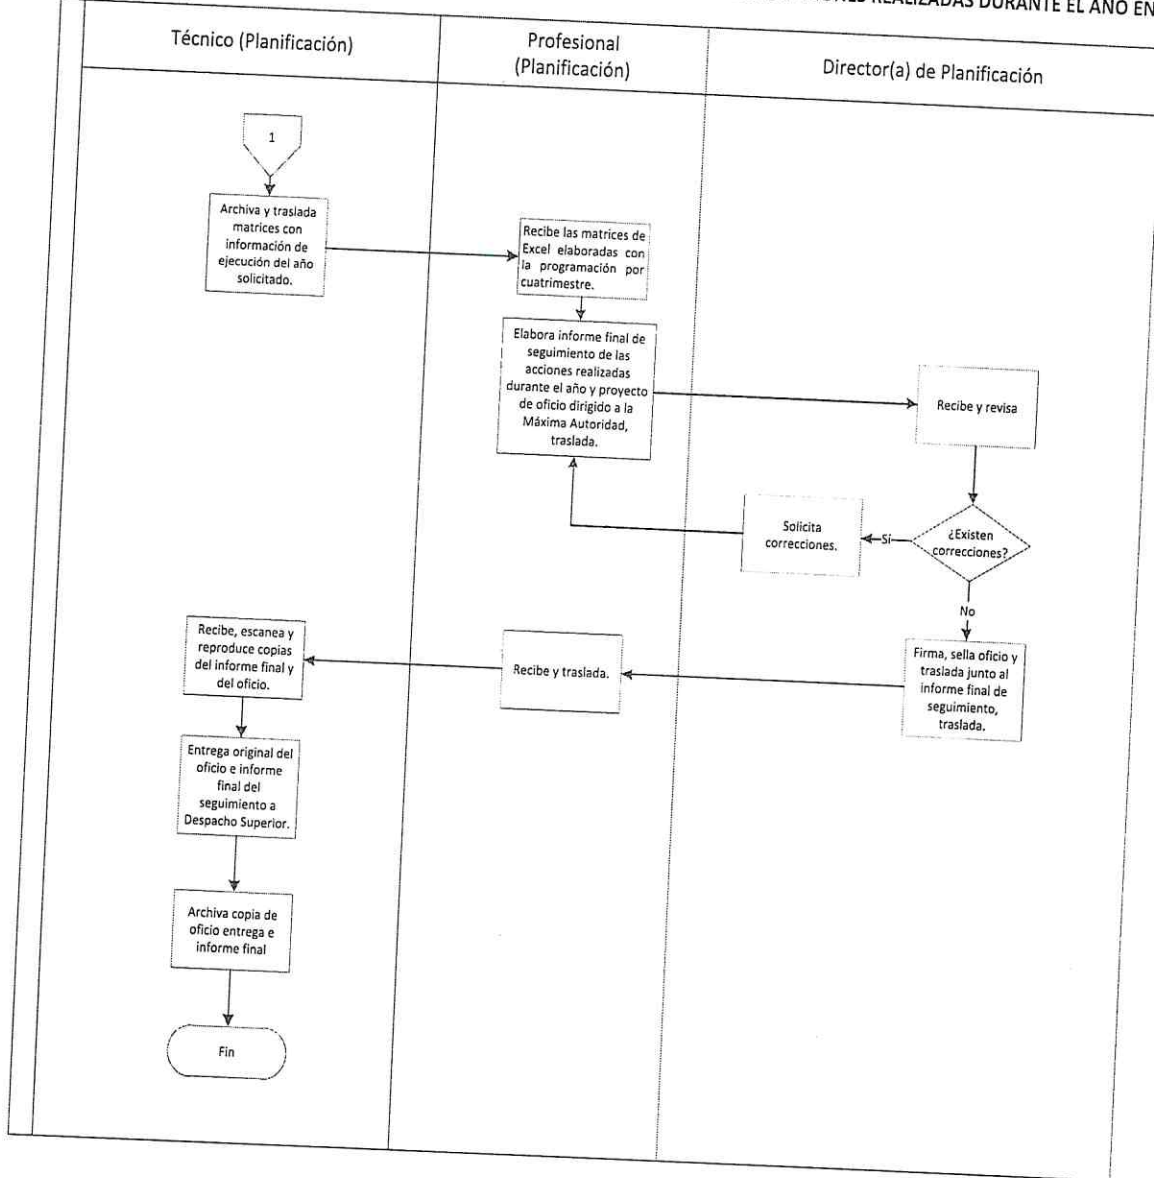 REALIZADAS DURANTE EL AÑO EN
Técnico (Planificación)
Profesional
(Planificación)
Director(a) de Planificación
1
Archiva y traslada
matrices con
información de
ejecución del año
solicitado.
Recibe las matrices de
Excel elaboradas con
la programación por
cuatrimestre.
Elabora informe final de
seguimiento de las
acciones realizadas
durante el año y proyecto
de oficio dirigido a la
Máxima Autoridad,
traslada.
Recibe y revisa
¿Existen
correcciones?
Sí
Solicita
correcciones.
No
Firma, sella oficio y
traslada junto al
informe final de
seguimiento,
traslada.
Recibe y traslada.
Recibe, escanea y
reproduce copias
del informe final y
del oficio.
Entrega original del
oficio e informe
final del
seguimiento a
Despacho Superior.
Archiva copia de
oficio entrega e
informe final
Fin